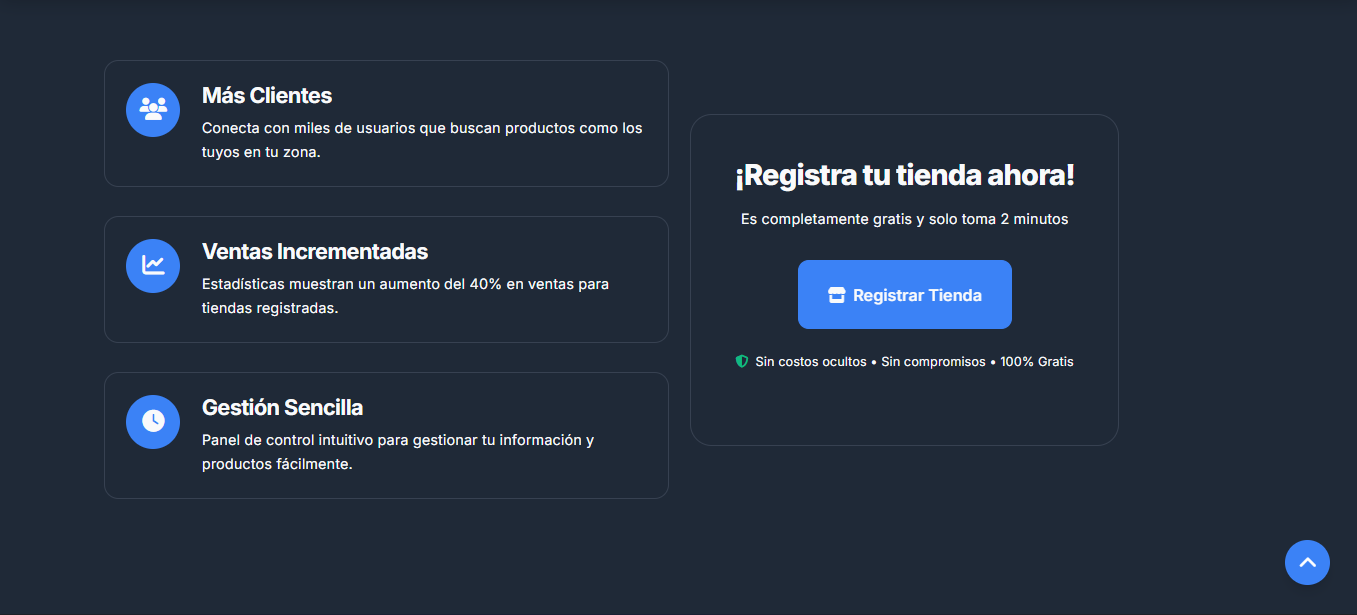 Más Clientes
Conecta con miles de usuarios que buscan productos como los
tuyos en tu zona.
Ventas Incrementadas
Estadísticas muestran un aumento del 40% en ventas para
tiendas registradas.
Gestión Sencilla
Panel de control intuitivo para gestionar tu información y
productos fácilmente.
¡Registra tu tienda ahora!
Es completamente gratis y solo toma 2 minutos
Registrar Tienda
Sin costos ocultos • Sin compromisos • 100% Gratis